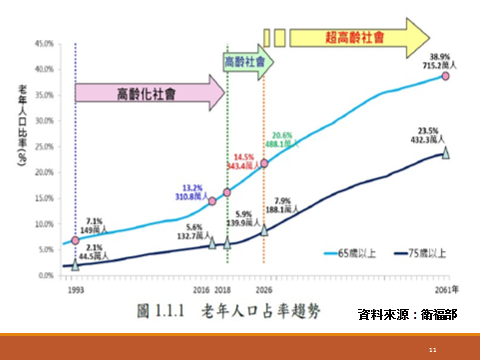 超高齡社會
高齡社會
高齡化社會
老年人口比率(%)
45.0%
40.0%
35.0%
30.0%
25.0%
20.0%
15.0%
10.0%
5.0%
0.0%
38.9%
715.2萬人
20.6%
488.1萬人
14.5%
343.4萬人
13.2%
310.8萬人
7.1%
149萬人
23.5%
432.3萬人
7.9%
188.1萬人
5.9%
139.9萬人
5.6%
132.7萬人
2.1%
44.5萬人
65歲以上
75歲以上
1993
2016
2018
2026
2061年
圖 1.1.1 老年人口占率趨勢
資料來源：衛福部
11